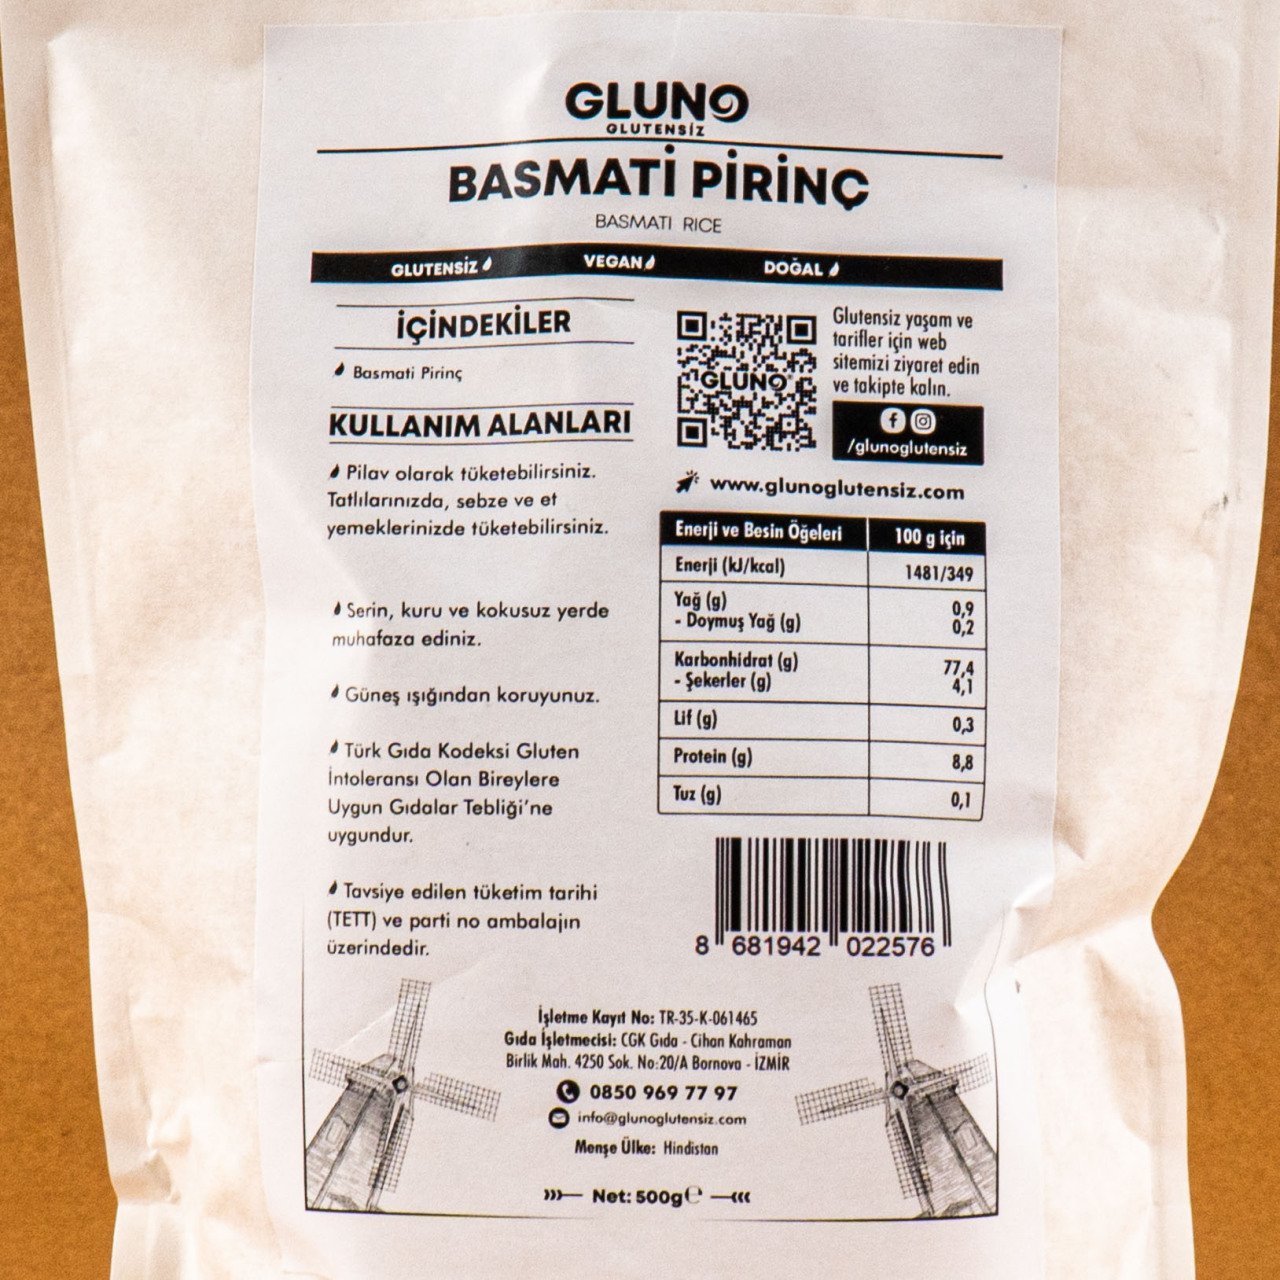 GLUNO
GLUTENSİZ
BASMATİ PİRİNÇ
BASMATI RICE
GLUTENSİZ VEGAN DOĞAL
İÇİNDEKİLER
Basmati Pirinç
KULLANIM ALANLARI
Pilav olarak tüketebilirsiniz.
Tatlılarınızda, sebze ve et
yemeklerinizde tüketebilirsiniz.
Serin, kuru ve kokusuz yerde
muhafaza ediniz.
Güneş ışığından koruyunuz.
Türk Gıda Kodeksi Gluten
İntoleransı Olan Bireylere
Uygun Gıdalar Tebliği'ne
uygundur.
Tavsiye edilen tüketim tarihi
(TETT) ve parti no ambalajın
üzerindedir.
GLUNO
Glutensiz yaşam ve
tarifler için web
sitemizi ziyaret edin
ve takipte kalın.
/glunoglutensiz
www.glunoglutensiz.com
Enerji ve Besin Öğeleri 100 g için
Enerji (kJ/kcal) 1481/349
Yağ (g) 0,9
- Doymuş Yağ (g) 0,2
Karbonhidrat (g) 77,4
- Şekerler (g) 4,1
Lif (g) 0,3
Protein (g) 8,8
Tuz (g) 0,1
8 681942 022576
İşletme Kayıt No: TR-35-K-061465
Gıda İşletmecisi: CGK Gıda - Cihan Kahraman
Birlik Mah. 4250 Sok. No:20/A Bornova - İZMİR
0850 969 77 97
info@glunoglutensiz.com
Menşe Ülke: Hindistan
Net: 500g℮